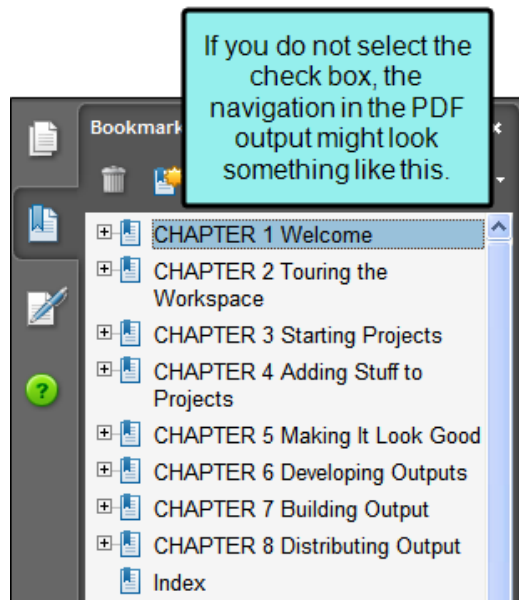 If you do not select the
check box, the
navigation in the PDF
output might look
something like this.
Bookmark
CHAPTER 1 Welcome
CHAPTER 2 Touring the
Workspace
CHAPTER 3 Starting Projects
CHAPTER 4 Adding Stuff to
Projects
CHAPTER 5 Making It Look Good
CHAPTER 6 Developing Outputs
CHAPTER 7 Building Output
CHAPTER 8 Distributing Output
Index